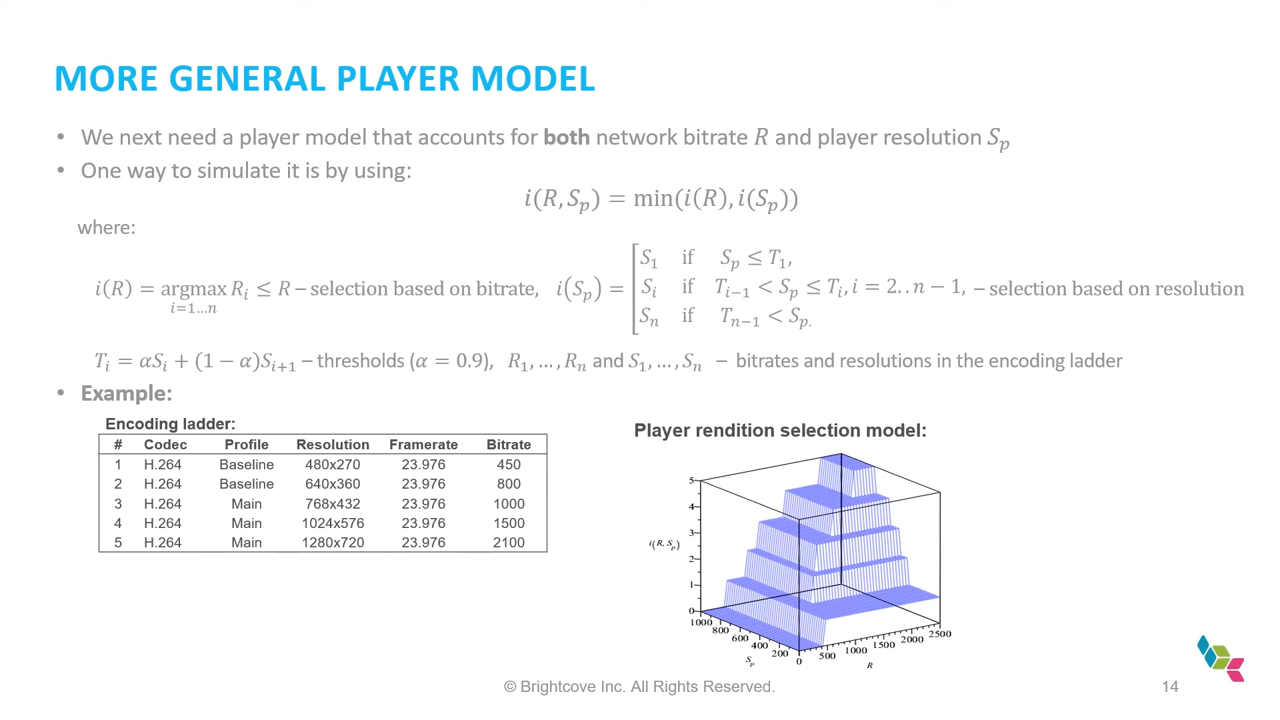 MORE GENERAL PLAYER MODEL
• We next need a player model that accounts for both network bitrate R and player resolution Sₚ
• One way to simulate it is by using:
i(R, Sₚ) = min(i(R), i(Sₚ))
where:
i(R) = argmax Rᵢ ≤ R – selection based on bitrate, i(Sₚ) =
i=1…n
S₁ if Sₚ ≤ T₁,
Sᵢ if Tᵢ₋₁ < Sₚ ≤ Tᵢ, i = 2..n − 1, – selection based on resolution
Sₙ if Tₙ₋₁ < Sₚ.
Tᵢ = αSᵢ + (1 − α)Sᵢ₊₁ – thresholds (α = 0.9), R₁, …, Rₙ and S₁, …, Sₙ – bitrates and resolutions in the encoding ladder
• Example:
Encoding ladder:
# Codec Profile Resolution Framerate Bitrate
1 H.264 Baseline 480x270 23.976 450
2 H.264 Baseline 640x360 23.976 800
3 H.264 Main 768x432 23.976 1000
4 H.264 Main 1024x576 23.976 1500
5 H.264 Main 1280x720 23.976 2100
Player rendition selection model:
5
4
3
i(R, Sₚ)
2
1
0
1000 800 600 400 200 0
Sₚ
500 1000 1500 2000 2500
R
© Brightcove Inc. All Rights Reserved.
14